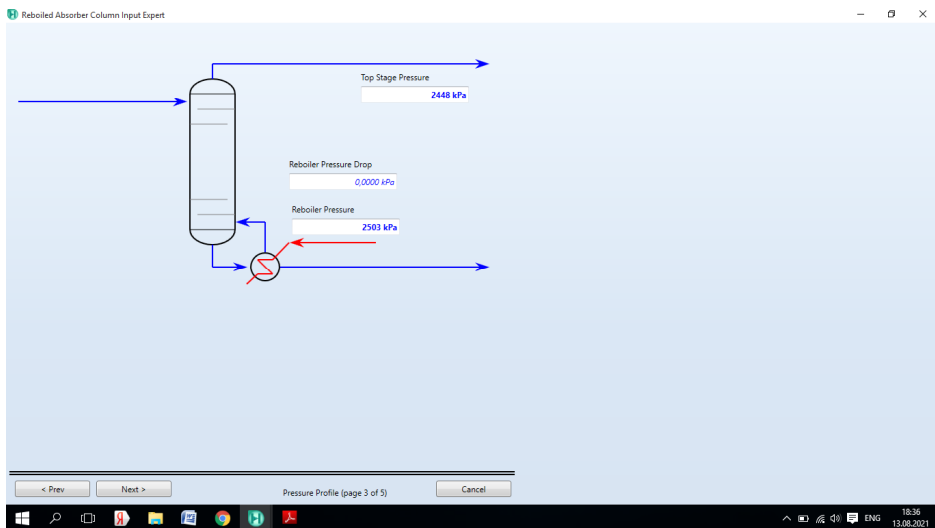 Reboiled Absorber Column Input Expert
Top Stage Pressure
2448 kPa
Reboiler Pressure Drop
0,0000 kPa
Reboiler Pressure
2503 kPa
< Prev
Next >
Pressure Profile (page 3 of 5)
Cancel
Я
W
ENG
18:36
13.08.2021